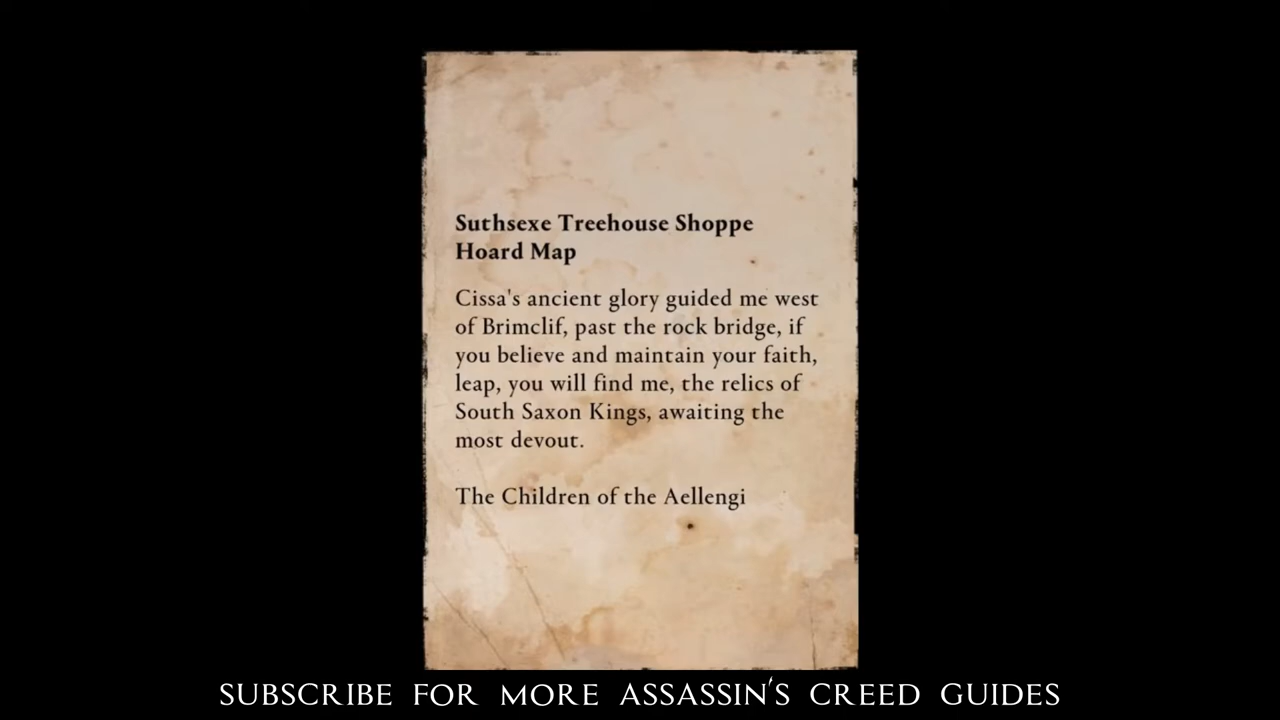 Suthsexe Treehouse Shoppe
Hoard Map
Cissa's ancient glory guided me west
of Brimclif, past the rock bridge, if
you believe and maintain your faith,
leap, you will find me, the relics of
South Saxon Kings, awaiting the
most devout.
The Children of the Aellengi
SUBSCRIBE FOR MORE ASSASSIN'S CREED GUIDES